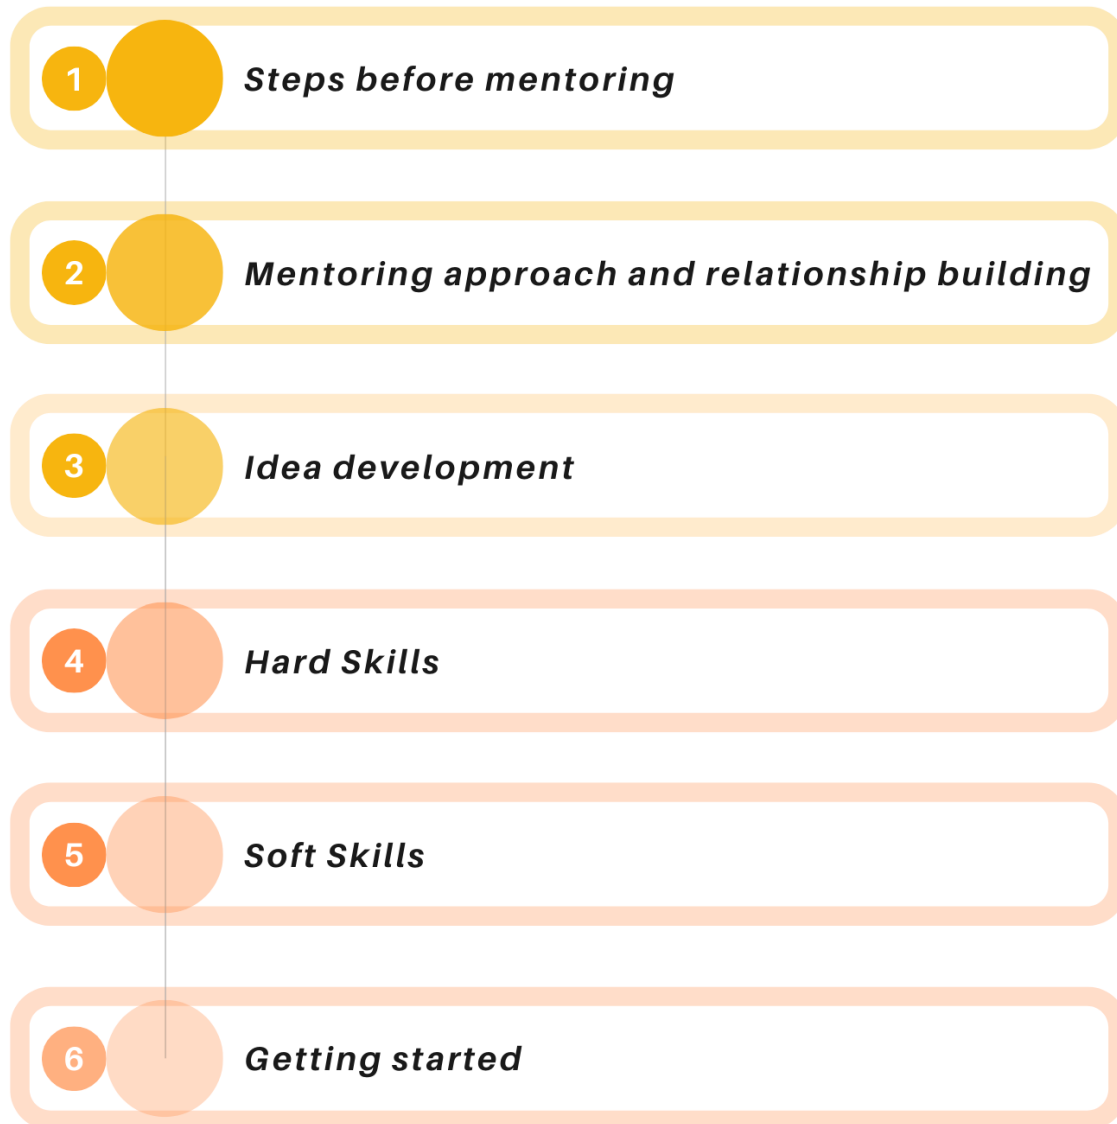 1 Steps before mentoring
2 Mentoring approach and relationship building
3 Idea development
4 Hard Skills
5 Soft Skills
6 Getting started